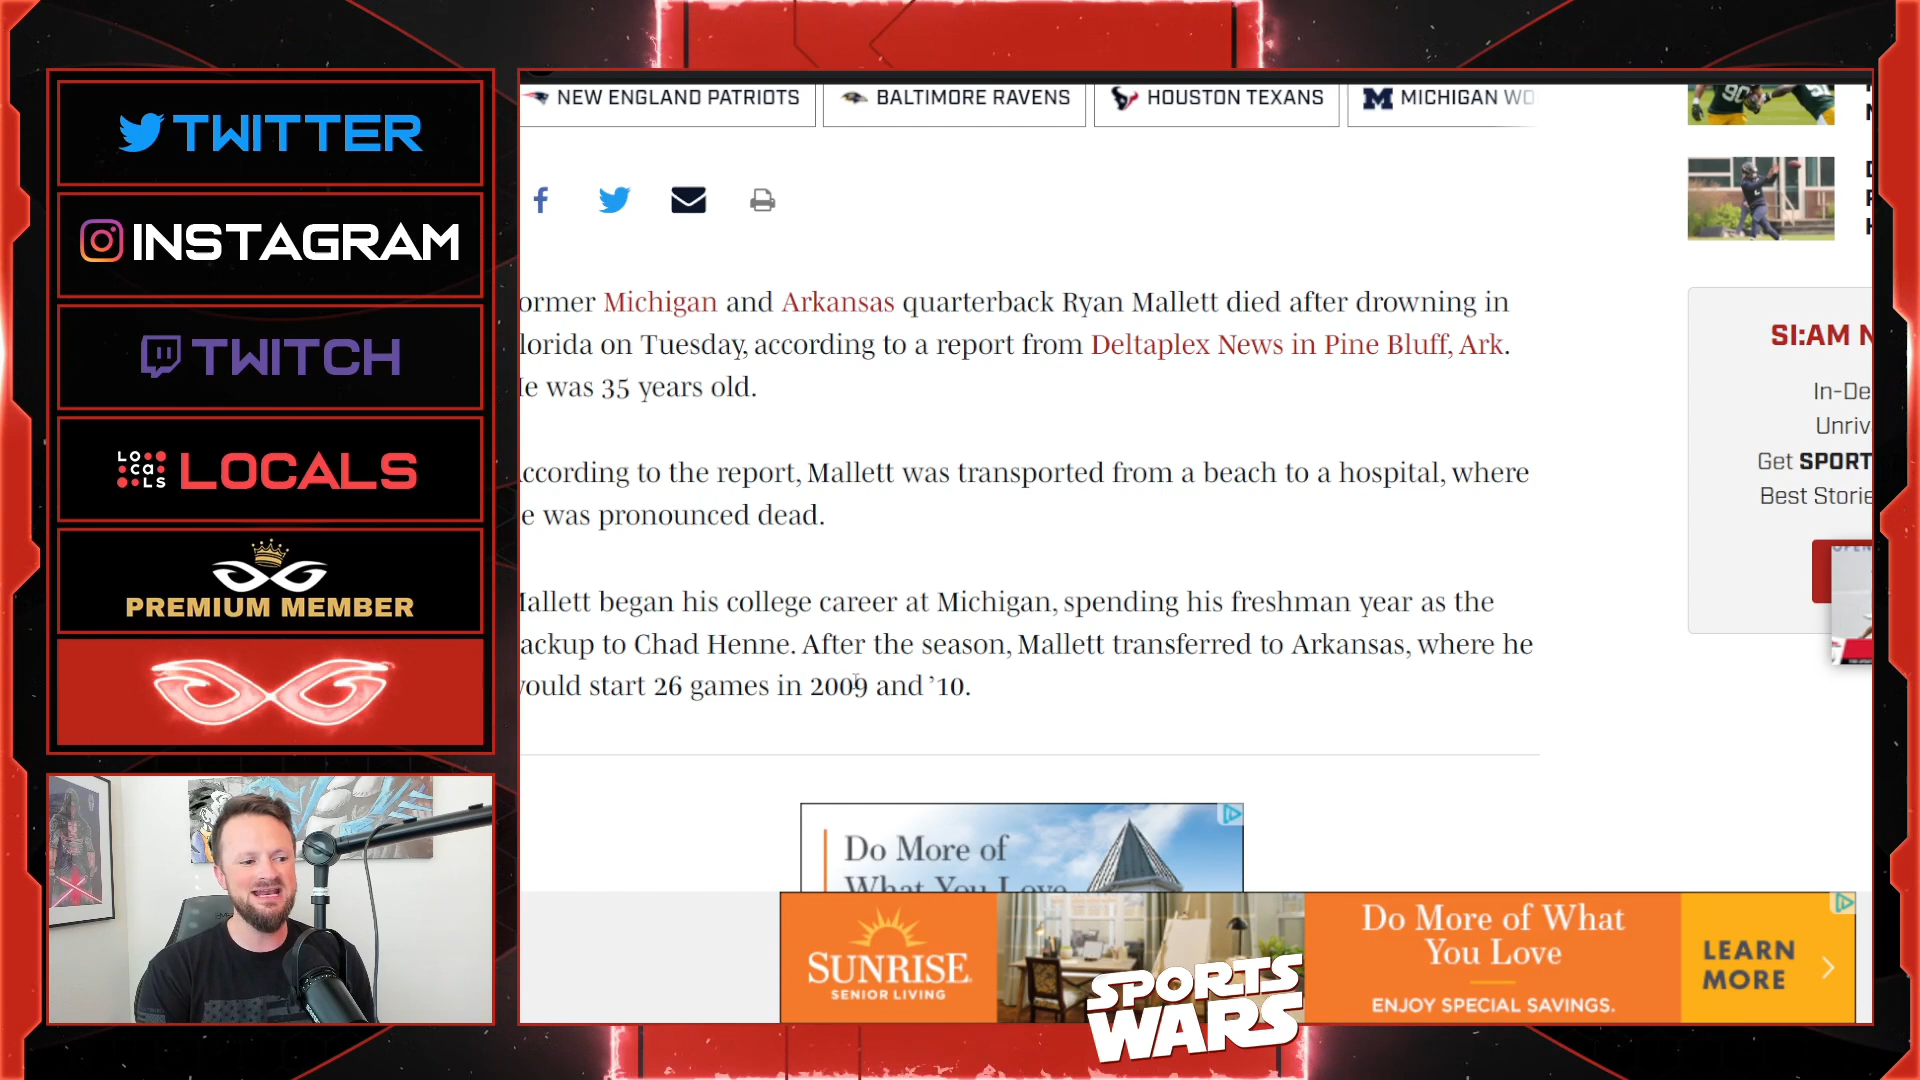 TWITTER
INSTAGRAM
TWITCH
LOCALS
LOCALS
PREMIUM MEMBER
NEW ENGLAND PATRIOTS
BALTIMORE RAVENS
HOUSTON TEXANS
MICHIGAN WO
ormer Michigan and Arkansas quarterback Ryan Mallett died after drowning in
lorida on Tuesday, according to a report from Deltaplex News in Pine Bluff, Ark.
e was 35 years old.
ccording to the report, Mallett was transported from a beach to a hospital, where
e was pronounced dead.
allett began his college career at Michigan, spending his freshman year as the
ackup to Chad Henne. After the season, Mallett transferred to Arkansas, where he
ould start 26 games in 2009 and ’10.
SI:AM N
In-De
Unriv
Get SPORT
Best Storie
Do More of
What You Love
SUNRISE
SENIOR LIVING
Do More of What
You Love
ENJOY SPECIAL SAVINGS.
LEARN
MORE
SPORTS
WARS